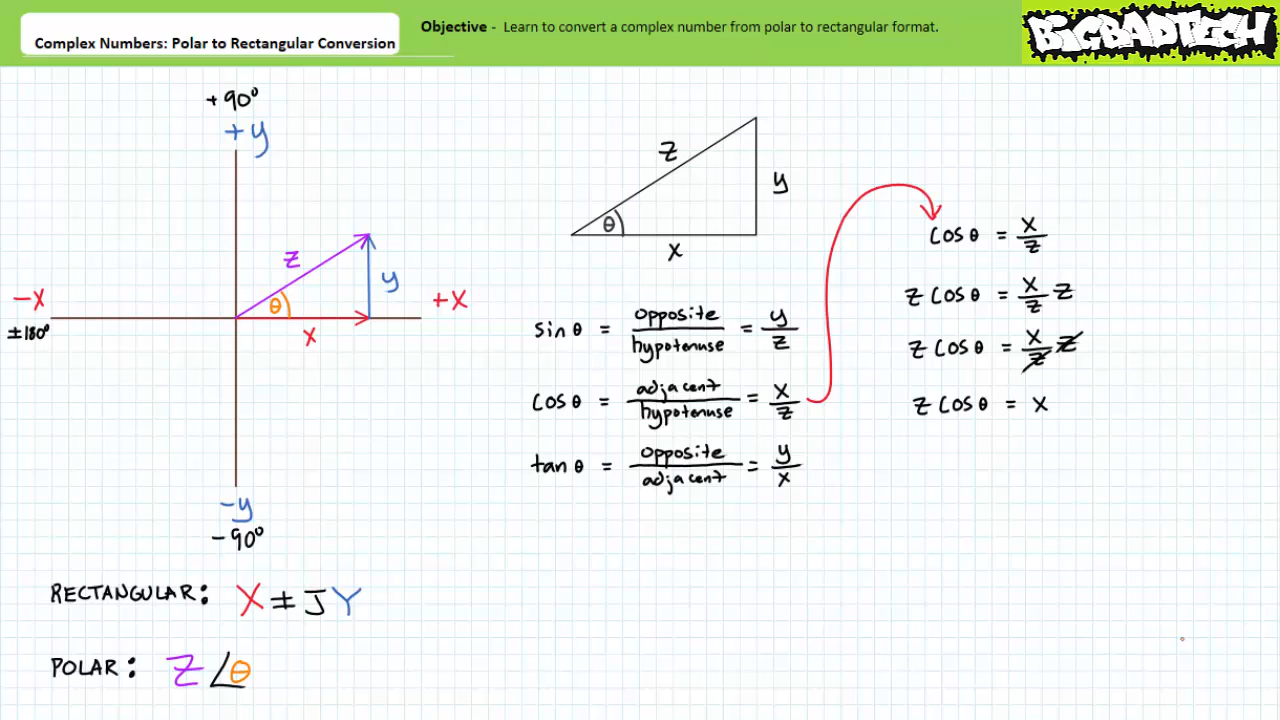 Complex Numbers: Polar to Rectangular Conversion
Objective - Learn to convert a complex number from polar to rectangular format.
BIGBADTECH
+90°
+y
-X
±180°
z
θ
y
x
+X
-y
-90°
RECTANGULAR: X ± JY
POLAR: Z∠θ
z
θ
y
x
sin θ = opposite/hypotenuse = y/z
cos θ = adjacent/hypotenuse = x/z
tan θ = opposite/adjacent = y/x
cos θ = x/z
z cos θ = x/z z
z cos θ = x/z z
z cos θ = x